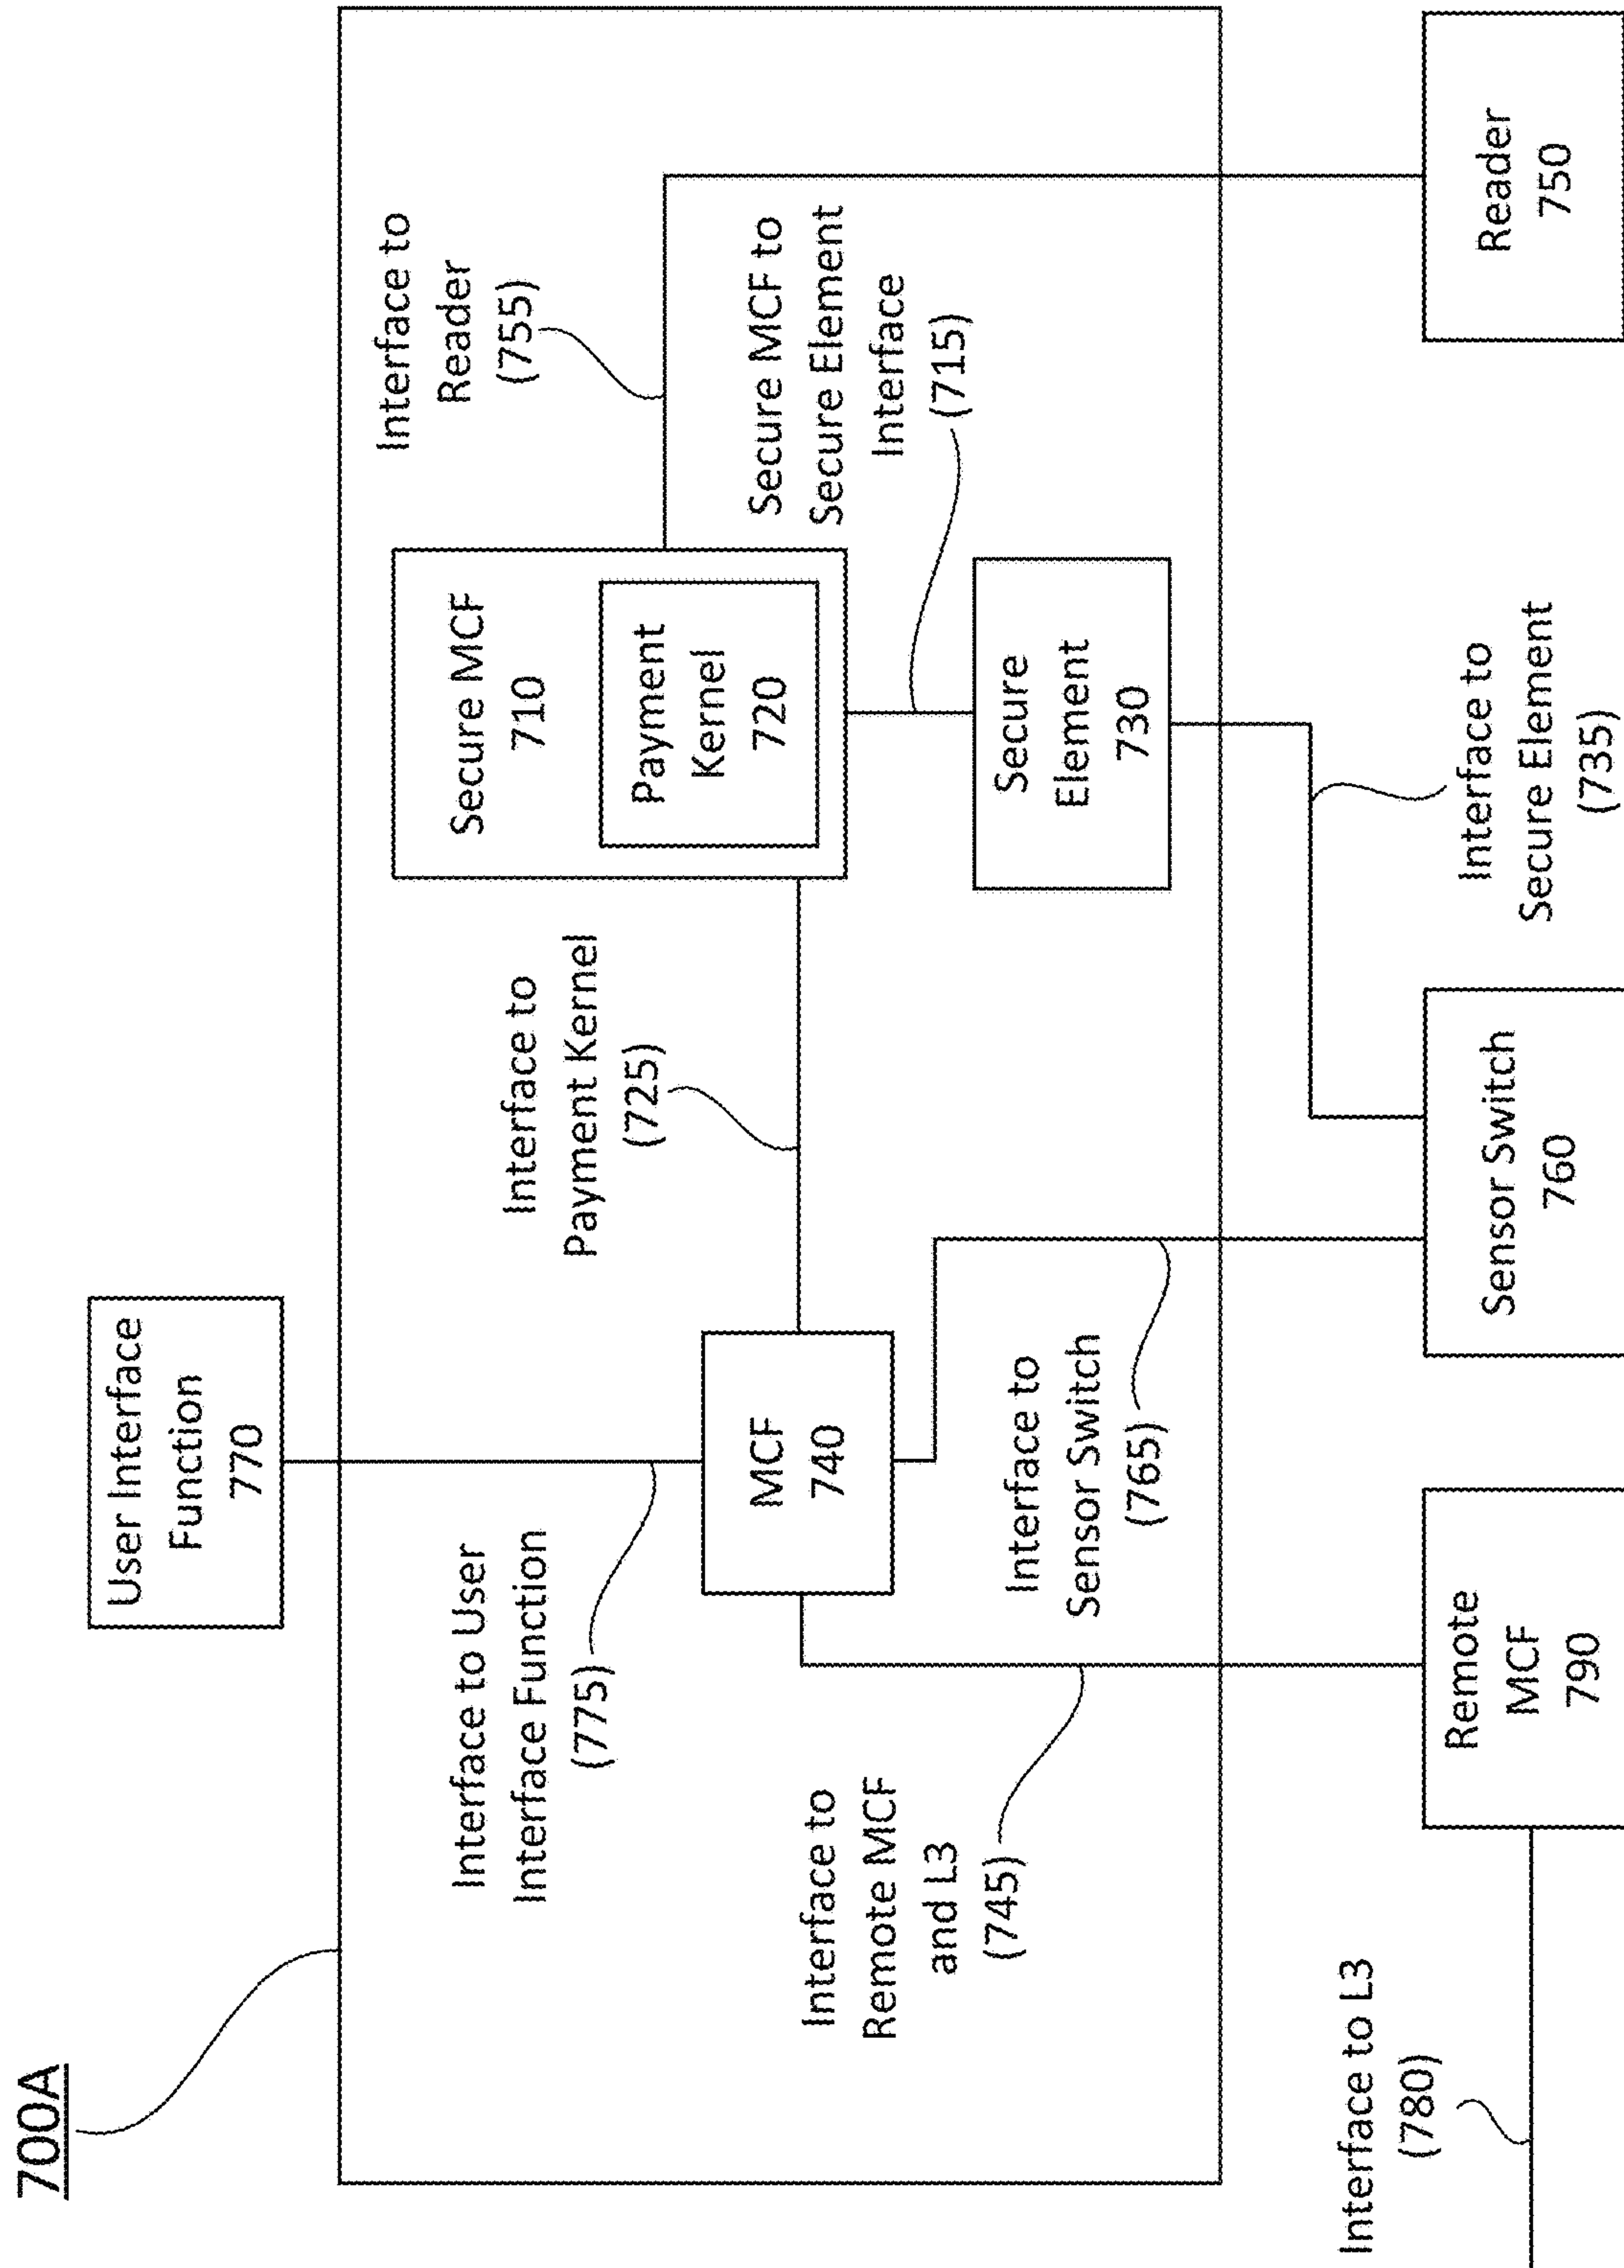 700A
User Interface
Function
770
Interface to User
Interface Function
(775)
Interface to
Payment Kernel
(725)
Secure MCF
710
Payment
Kernel
720
Interface to
Reader
(755)
Secure MCF to
Secure Element
Interface
(715)
MCF
740
Secure
Element
730
Interface to
Remote MCF
and L3
(745)
Interface to
Sensor Switch
(765)
Interface to L3
(780)
Remote
MCF
790
Sensor Switch
760
Interface to
Secure Element
(735)
Reader
750